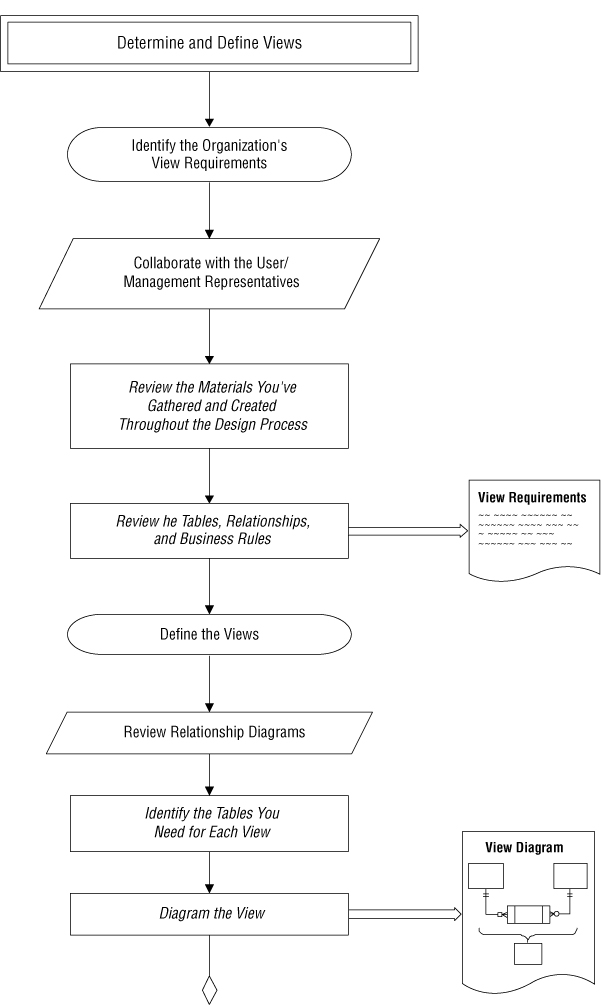 Determine and Define Views
Identify the Organization's
View Requirements
Collaborate with the User/
Management Representatives
Review the Materials You've
Gathered and Created
Throughout the Design Process
Review he Tables, Relationships,
and Business Rules
View Requirements
Define the Views
Review Relationship Diagrams
Identify the Tables You
Need for Each View
View Diagram
Diagram the View